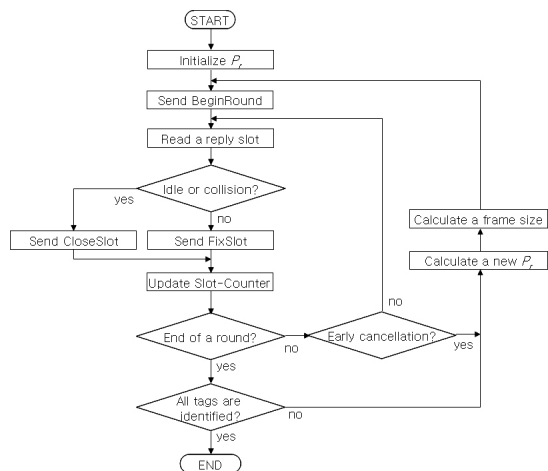 START
Initialize Pr
Send BeginRound
Read a reply slot
Idle or collision?
yes
no
Send CloseSlot
Send FixSlot
Update Slot-Counter
End of a round?
no
yes
Early cancellation?
no
yes
Calculate a frame size
Calculate a new Pr
All tags are
identified?
no
yes
END